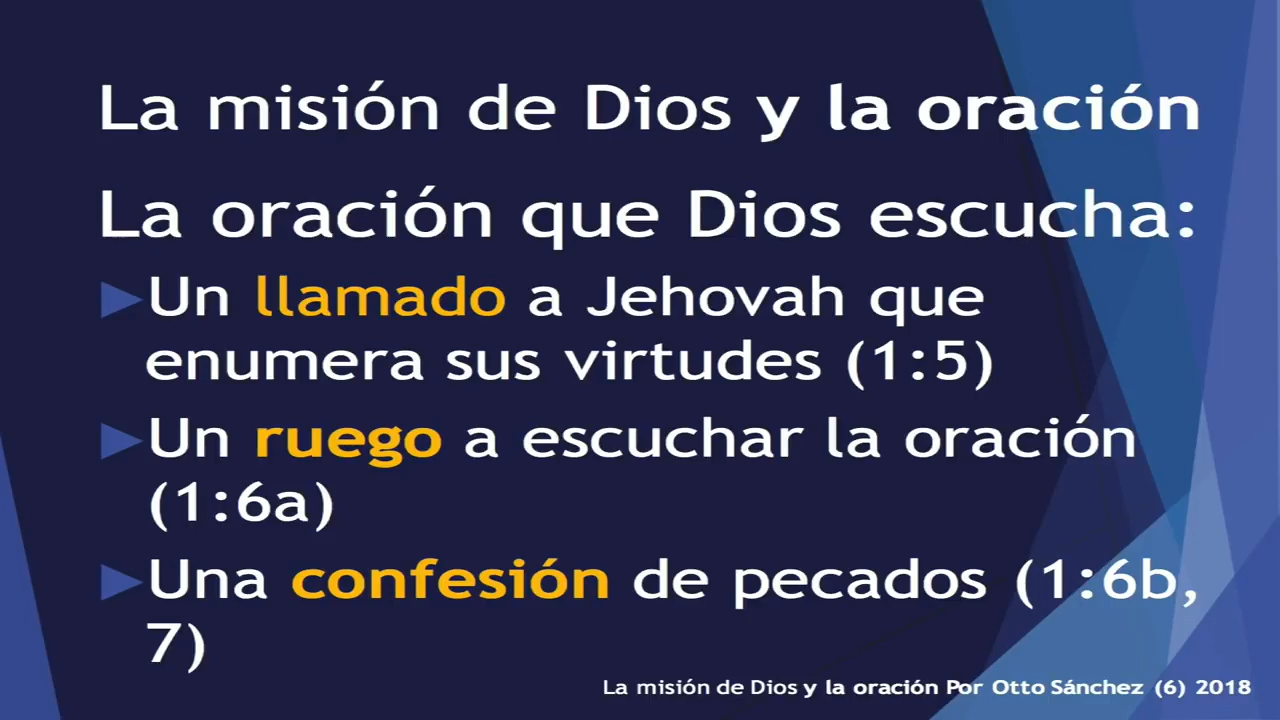 La misión de Dios y la oración
La oración que Dios escucha:
►Un llamado a Jehovah que
enumera sus virtudes (1:5)
►Un ruego a escuchar la oración
(1:6a)
►Una confesión de pecados (1:6b,
7)
La misión de Dios y la oración Por Otto Sánchez (6) 2018